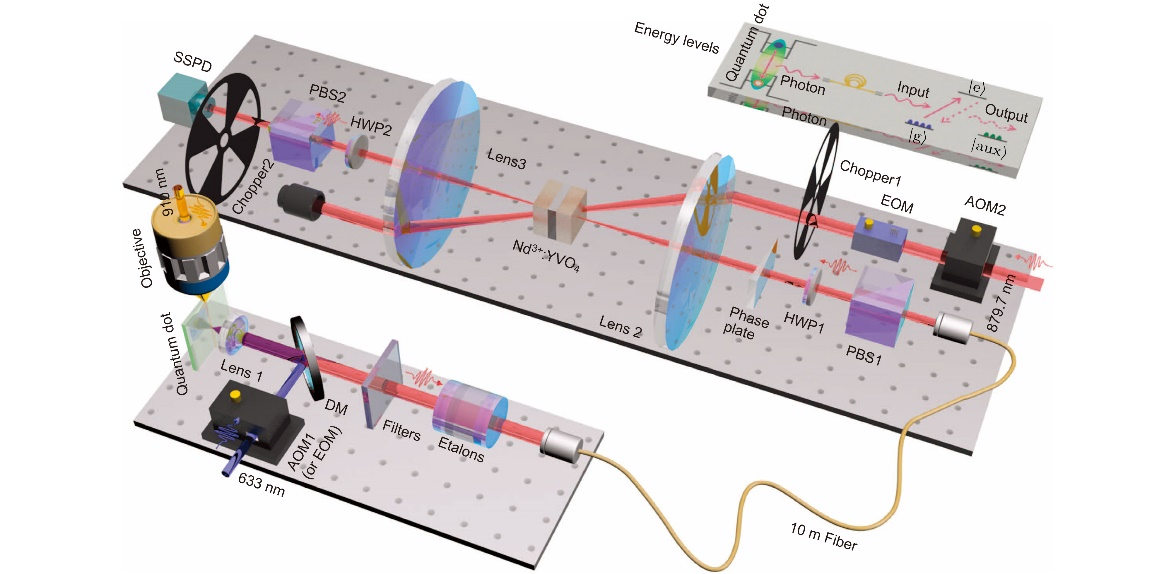 Energy levels
Quantum dot
Photon
Photon
Input
|e⟩
Output
|g⟩
|aux⟩
SSPD
PBS2
HWP2
Chopper2
Lens3
Nd³⁺:YVO₄
Chopper1
EOM
AOM2
879.7 nm
Lens 2
Phase
plate
HWP1
PBS1
Objective
Quantum dot
Lens 1
DM
Filters
Etalons
AOM1
(or EOM)
633 nm
10 m Fiber